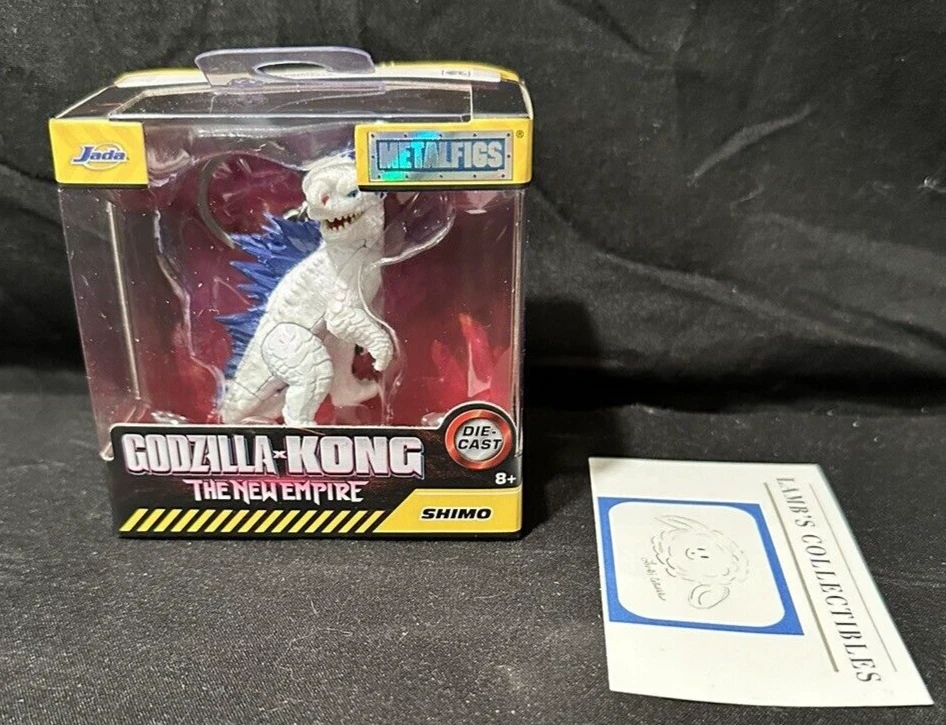 Jada
METALFIGS®
GODZILLA x KONG
THE NEW EMPIRE
DIE-CAST
8+
SHIMO
LAMB'S COLLECTIBLES